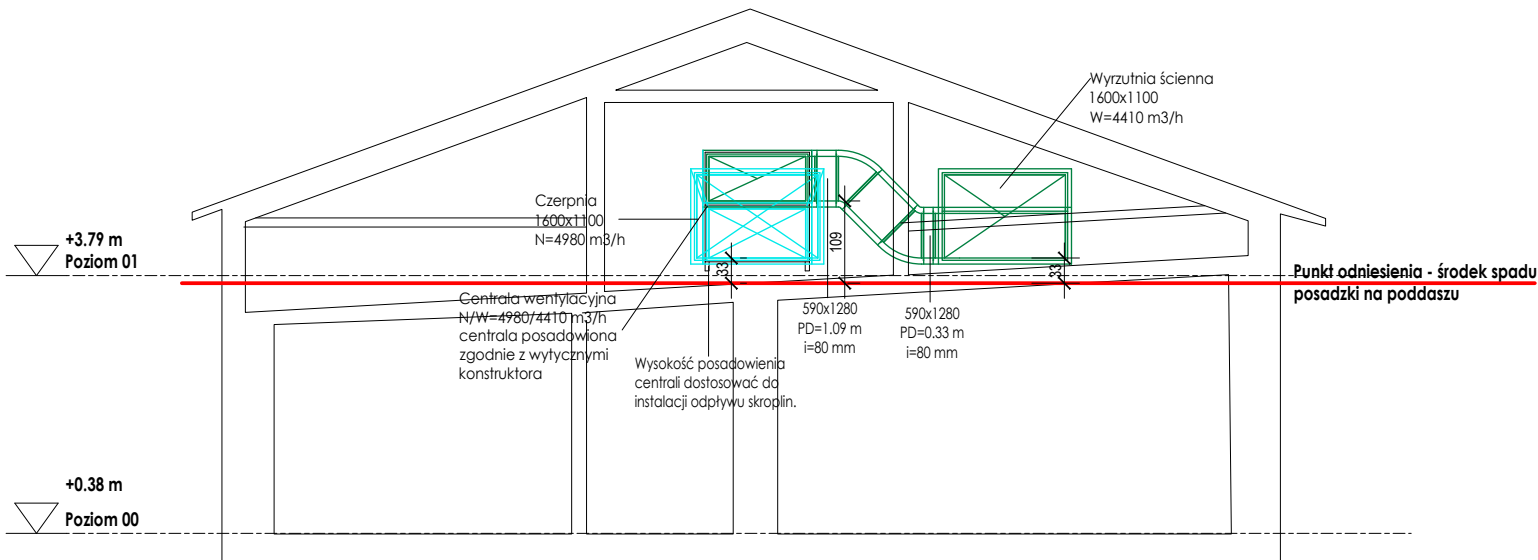 Wyrzutnia ścienna
1600x1100
W=4410 m3/h
Czerpnia
1600x1100
N=4980 m3/h
+3.79 m
Poziom 01
109
33
33
Punkt odniesienia - środek spadu
posadzki na poddaszu
Centrala wentylacyjna
N/W=4980/4410 m3/h
centrala posadowiona
zgodnie z wytycznymi
konstruktora
590x1280
PD=1.09 m
i=80 mm
590x1280
PD=0.33 m
i=80 mm
Wysokość posadowienia
centrali dostosować do
instalacji odpływu skroplin.
+0.38 m
Poziom 00